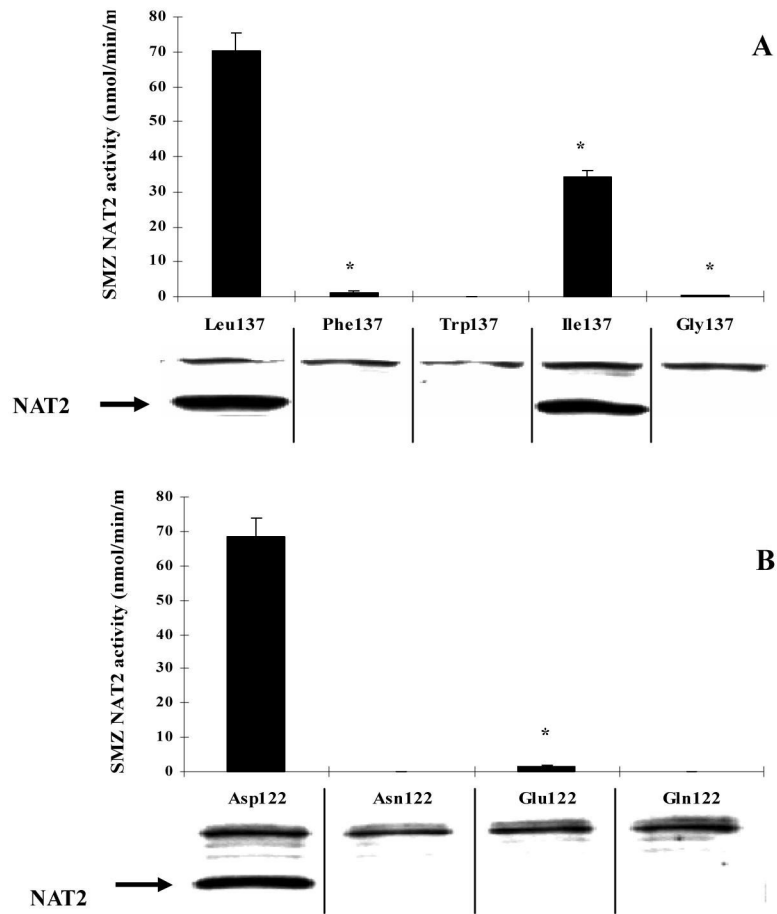 A
SMZ NAT2 activity (nmol/min/m
80
70
60
50
40
30
20
10
0
*
*
*
Leu137 Phe137 Trp137 Ile137 Gly137
NAT2
B
SMZ NAT2 activity (nmol/min/m
80
70
60
50
40
30
20
10
0
*
Asp122 Asn122 Glu122 Gln122
NAT2